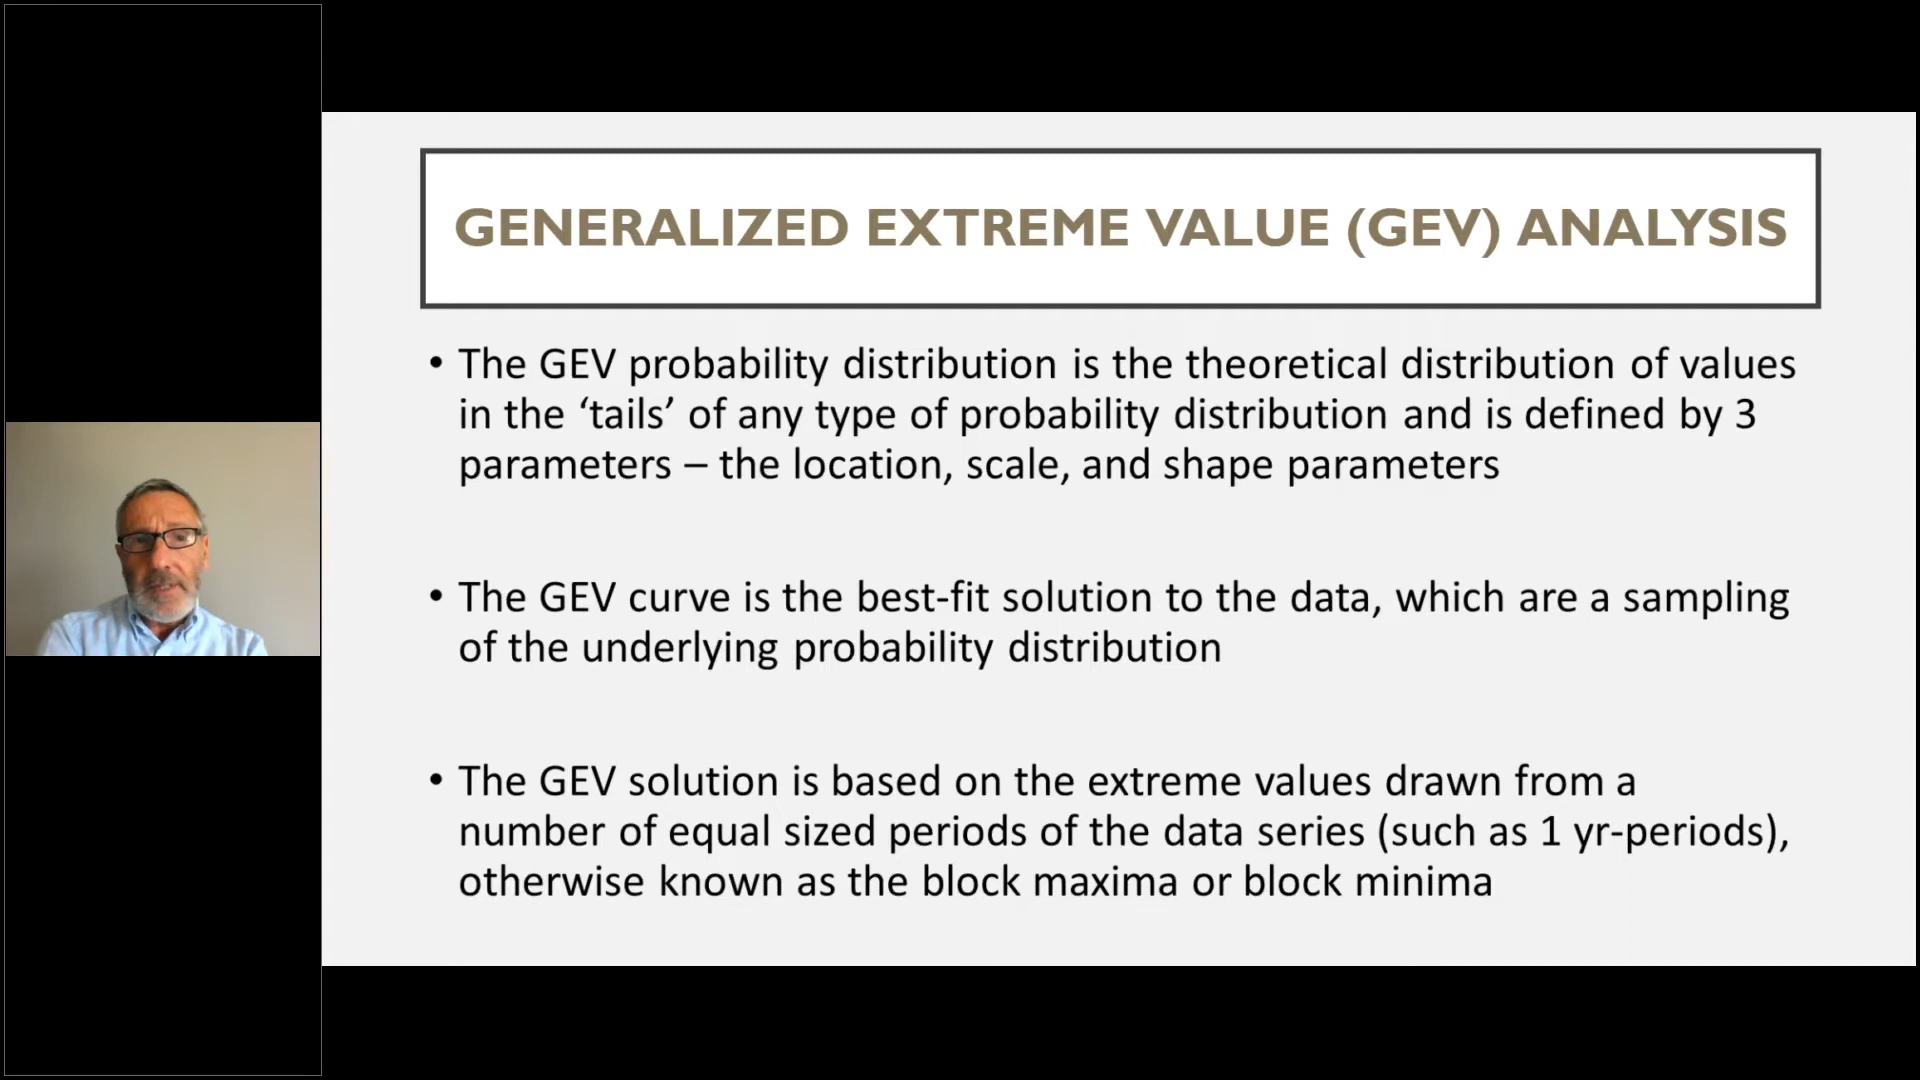 GENERALIZED EXTREME VALUE (GEV) ANALYSIS
• The GEV probability distribution is the theoretical distribution of values
in the ‘tails’ of any type of probability distribution and is defined by 3
parameters – the location, scale, and shape parameters
• The GEV curve is the best-fit solution to the data, which are a sampling
of the underlying probability distribution
• The GEV solution is based on the extreme values drawn from a
number of equal sized periods of the data series (such as 1 yr-periods),
otherwise known as the block maxima or block minima